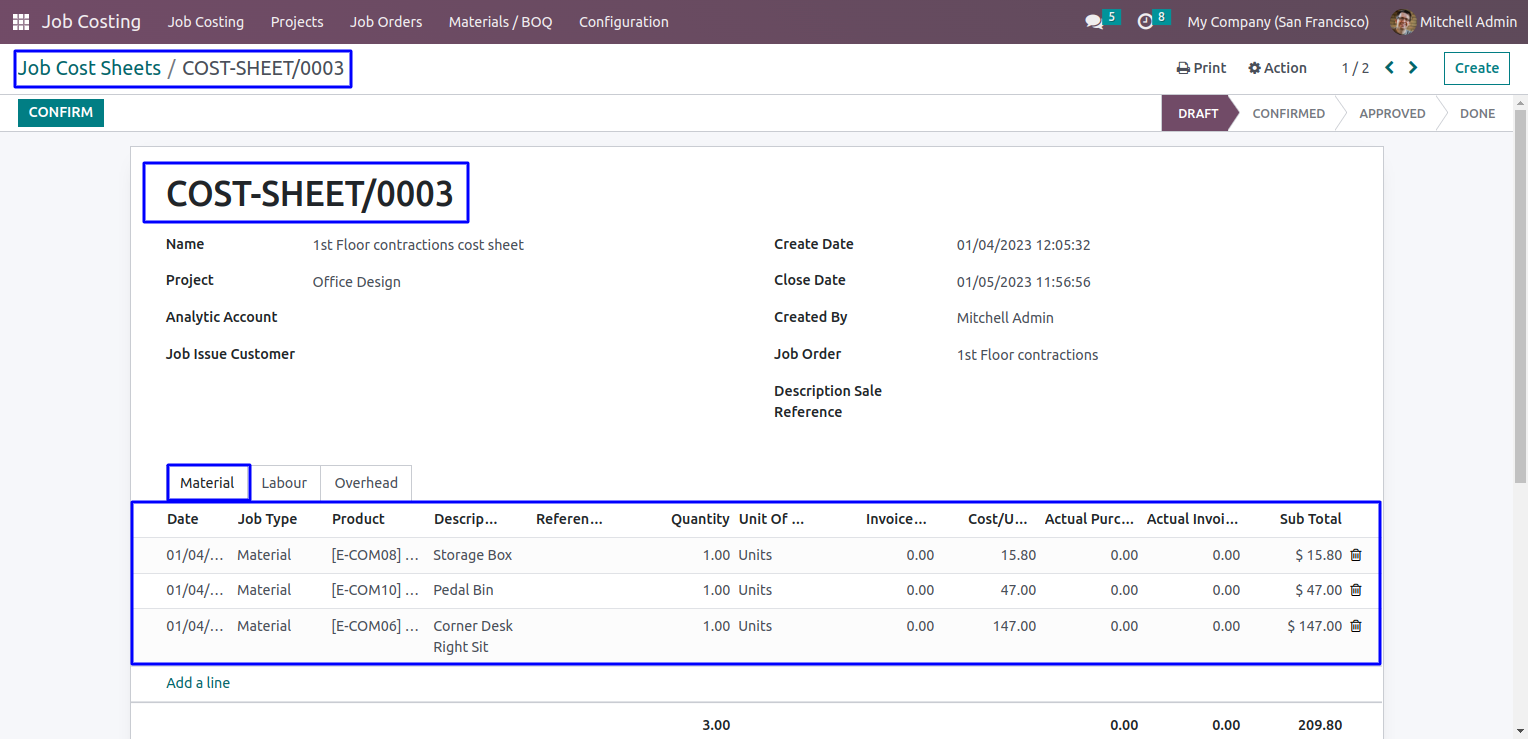 Job Costing Job Costing Projects Job Orders Materials / BOQ Configuration 5 8 My Company (San Francisco) Mitchell Admin
Job Cost Sheets / COST-SHEET/0003 Print Action 1 / 2 Create
CONFIRM DRAFT CONFIRMED APPROVED DONE
COST-SHEET/0003
Name 1st Floor contractions cost sheet Create Date 01/04/2023 12:05:32
Project Office Design Close Date 01/05/2023 11:56:56
Analytic Account Created By Mitchell Admin
Job Issue Customer Job Order 1st Floor contractions
Description Sale
Reference
Material Labour Overhead
Date Job Type Product Descrip... Referen... Quantity Unit Of ... Invoice... Cost/U... Actual Purc... Actual Invoi... Sub Total
01/04/... Material [E-COM08] ... Storage Box 1.00 Units 0.00 15.80 0.00 0.00 $ 15.80
01/04/... Material [E-COM10] ... Pedal Bin 1.00 Units 0.00 47.00 0.00 0.00 $ 47.00
01/04/... Material [E-COM06] ... Corner Desk 1.00 Units 0.00 147.00 0.00 0.00 $ 147.00
Right Sit
Add a line
3.00 0.00 0.00 209.80